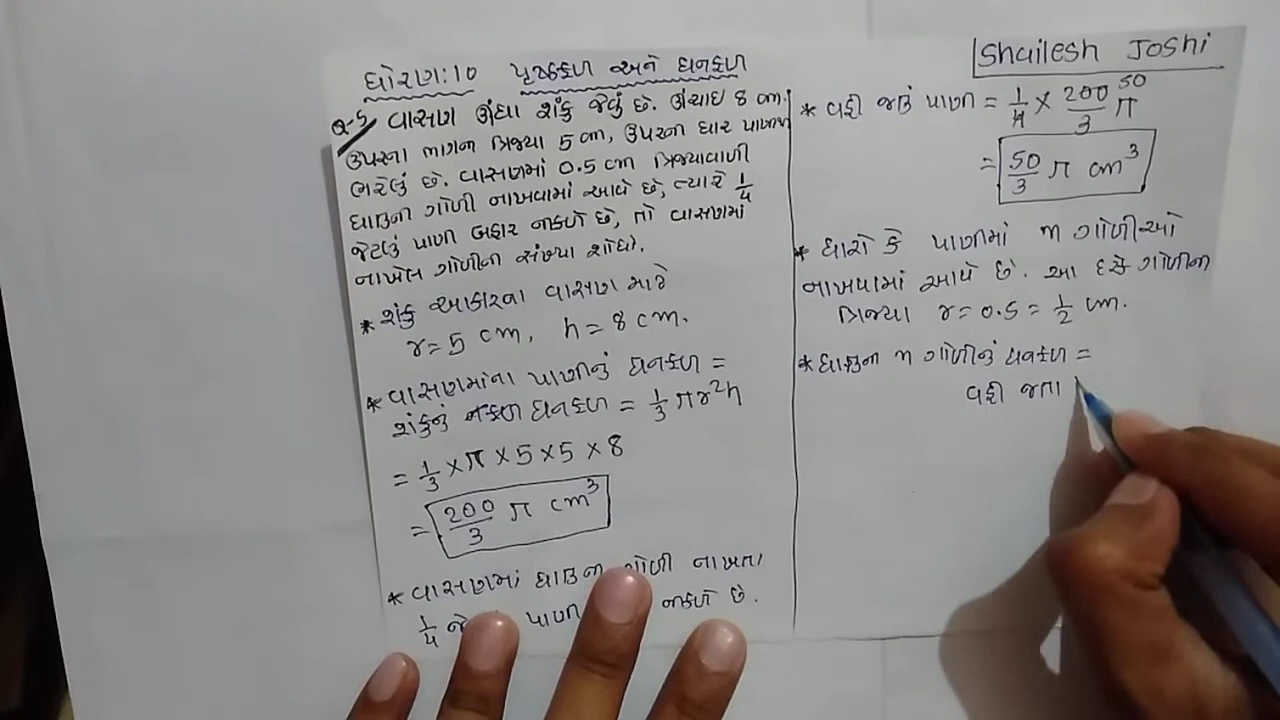 ધોરણ:10 પૃષ્ઠફળ અને ઘનફળ
Q-5 વાસણ ઊંધા શંકુ જેવું છે. ઊંચાઇ 8 cm.
ઉપરના ભાગના ત્રિજ્યા 5 cm, ઉપરની ધાર પાણીથી
ભરેલું છે. વાસણમાં 0.5 cm ત્રિજ્યાવાળી
ધાતુની ગોળી નાખવામાં આવે છે, ત્યારે 1/4
જેટલું પાણી બહાર નીકળે છે, તો વાસણમાં
નાખેલ ગોળીની સંખ્યા શોધો.
* શંકુ આકારના વાસણ માટે
r = 5 cm, h = 8 cm.
* વાસણમાંના પાણીનું ઘનફળ =
શંકુનું ઘનફળ = 1/3 πr²h
= 1/3 × π × 5 × 5 × 8
= 200/3 π cm³
* વાસણમાં ધાતુની ગોળી નાખતા
1/4 પાણી નીકળે છે.
Shailesh Joshi
* વહી જતું પાણી = 1/4 × 200/3 π 50
= 50/3 π cm³
* ધારો કે પાણીમાં n ગોળીઓ
નાખવામાં આવે છે. આ દરેક ગોળીની
ત્રિજ્યા r = 0.5 = 1/2 cm.
* ધાતુના n ગોળીનું ઘનફળ =
વહી જતા